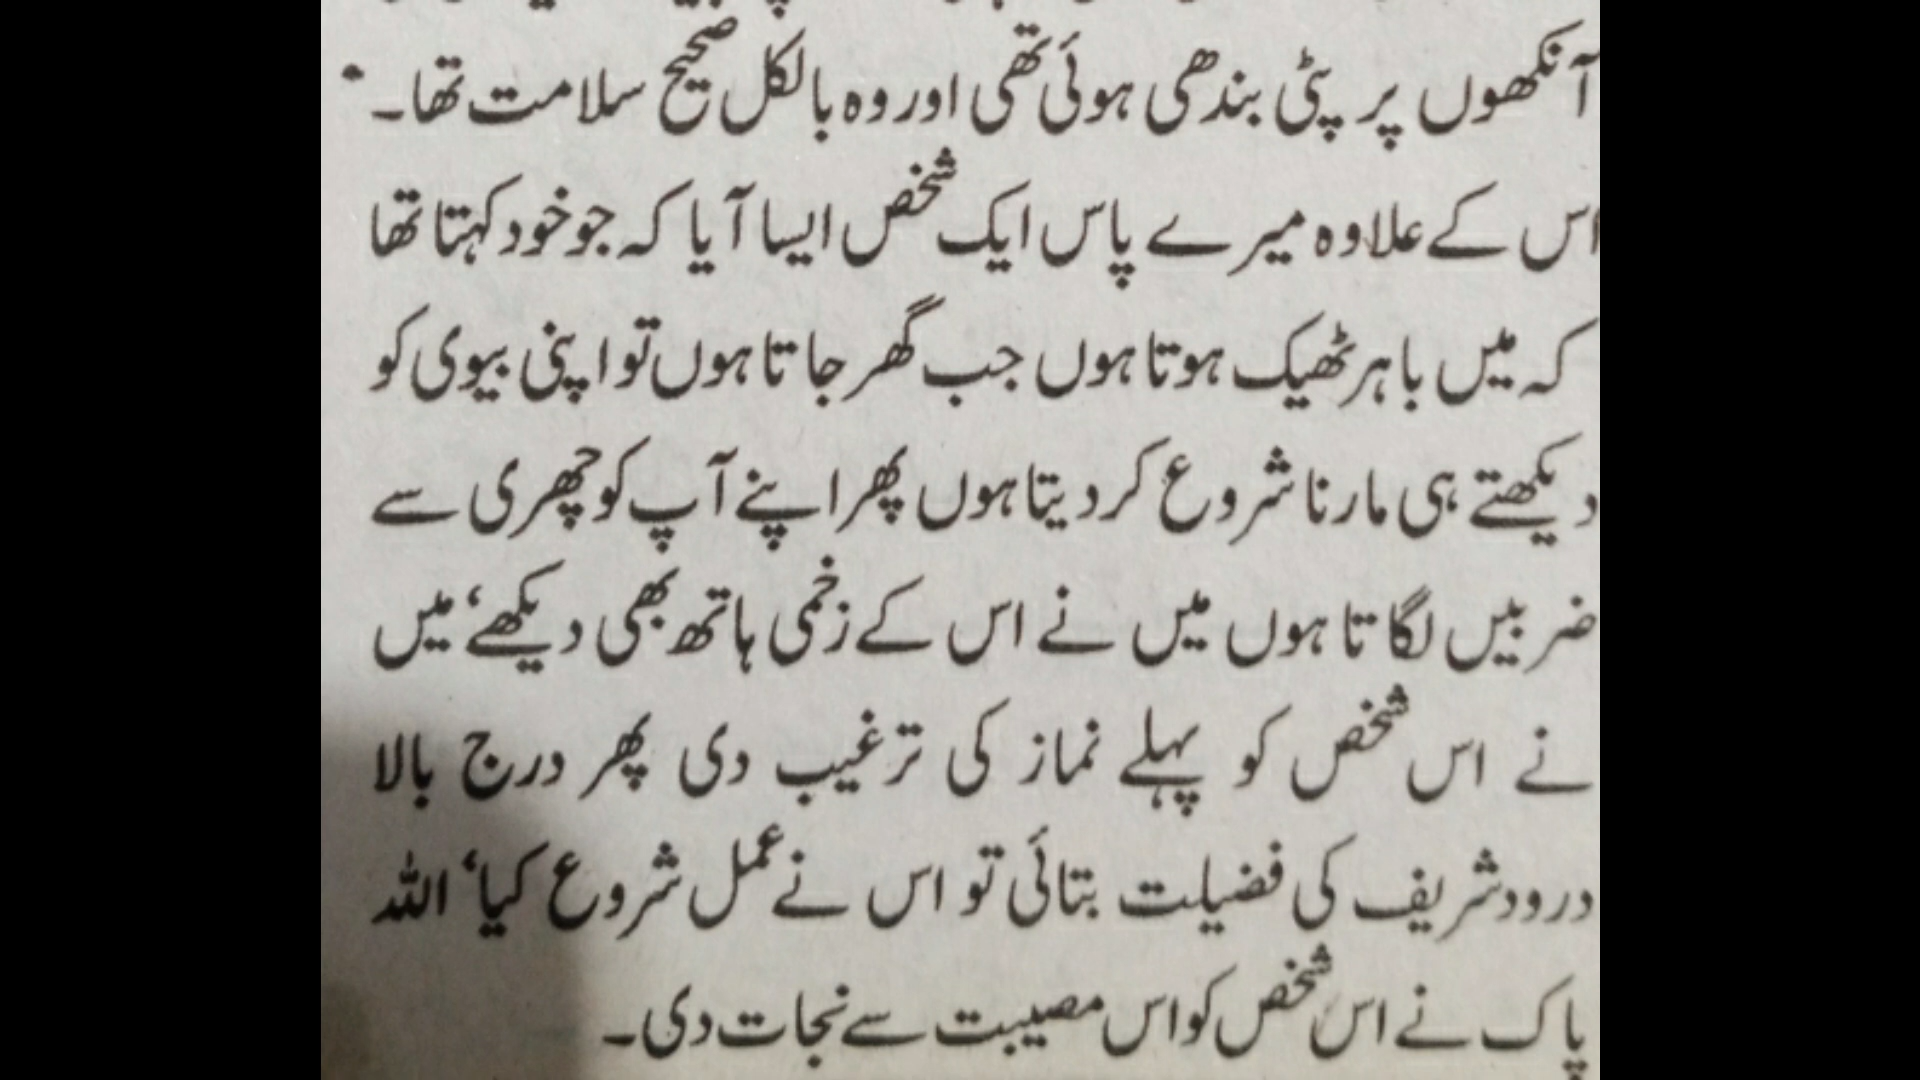 آنکھوں پر پٹی بندھی ہوئی تھی اور وہ بالکل صحیح سلامت تھا۔
اس کے علاوہ میرے پاس ایک شخص ایسا آیا کہ جو خود کہتا تھا
کہ میں باہر ٹھیک ہوتا ہوں جب گھر جاتا ہوں تو اپنی بیوی کو
دیکھتے ہی مارنا شروع کر دیتا ہوں پھر اپنے آپ کو چھری سے
ضربیں لگاتا ہوں میں نے اس کے زخمی ہاتھ بھی دیکھے‘ میں
نے اس شخص کو پہلے نماز کی ترغیب دی پھر درج بالا
درود شریف کی فضیلت بتائی تو اس نے عمل شروع کیا‘ اللہ
پاک نے اس شخص کو اس مصیبت سے نجات دی۔